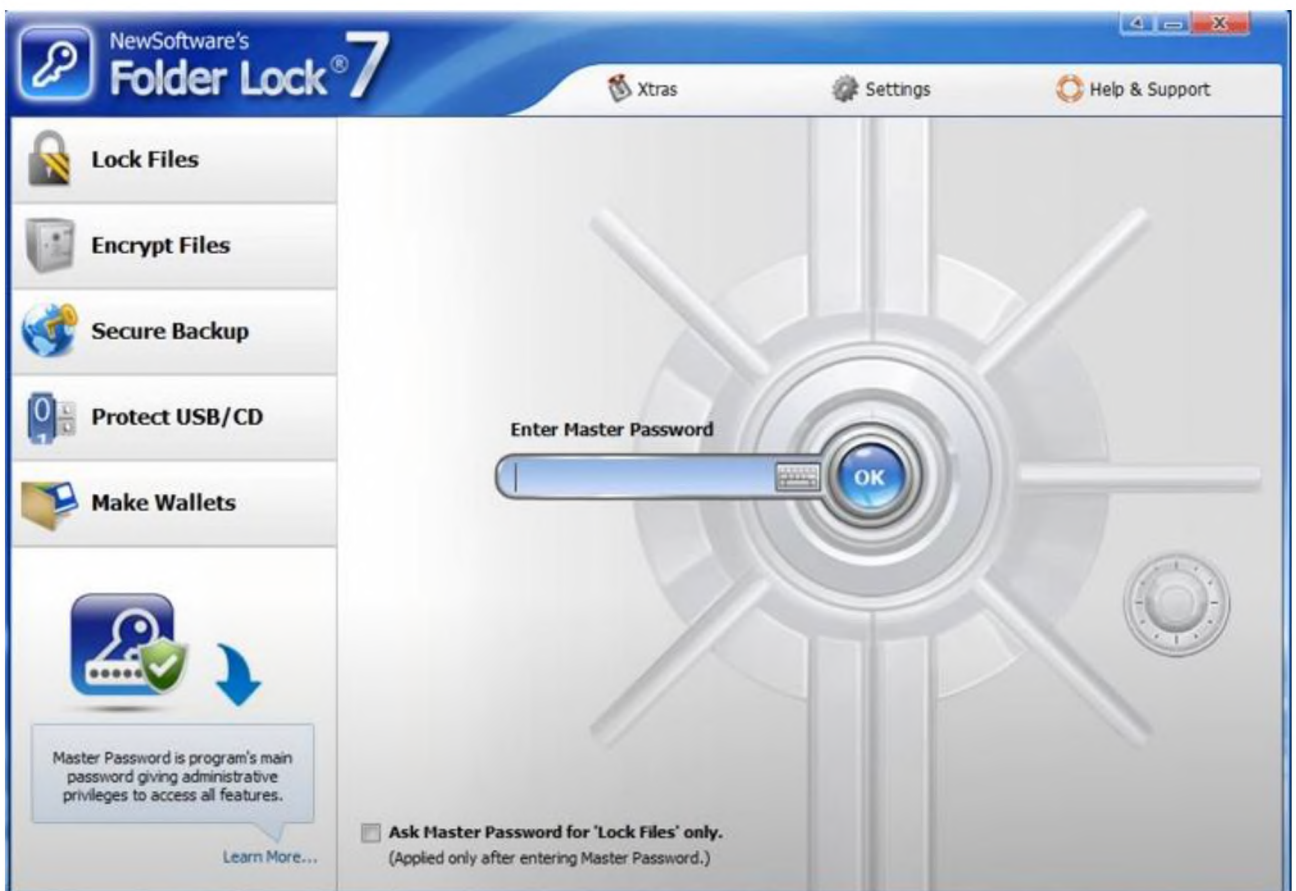 NewSoftware's
Folder Lock®7
Xtras
Settings
Help & Support
Lock Files
Encrypt Files
Secure Backup
Protect USB/CD
Make Wallets
Enter Master Password
OK
Master Password is program's main
password giving administrative
privileges to access all features.
Learn More...
Ask Master Password for 'Lock Files' only.
(Applied only after entering Master Password.)